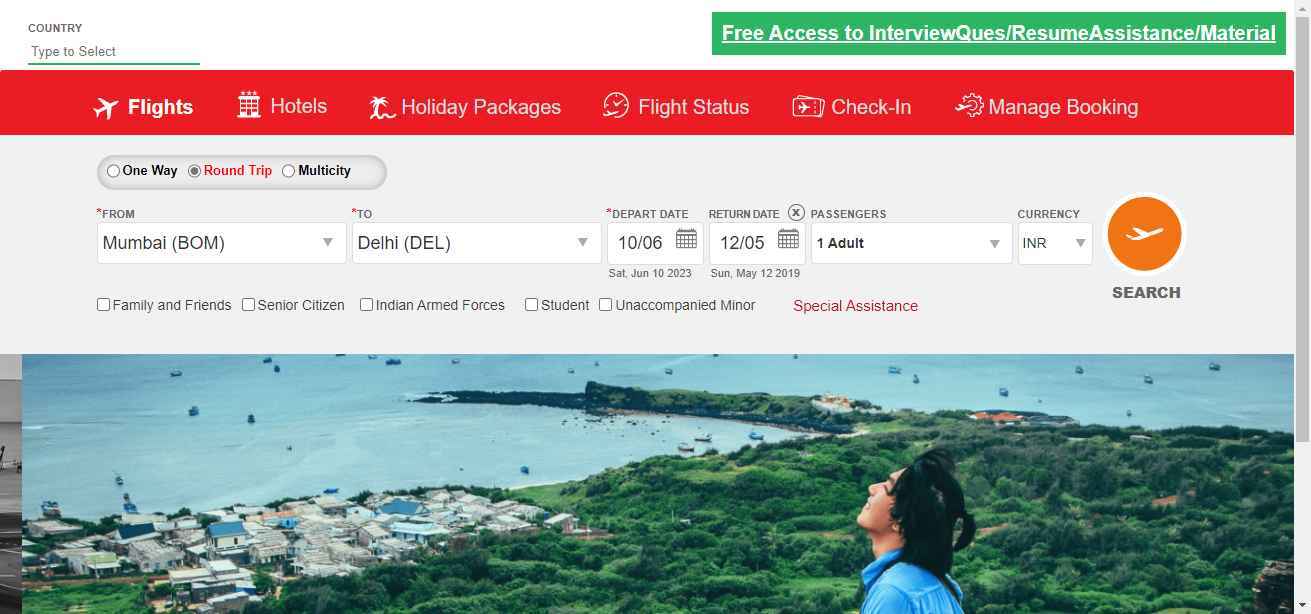 COUNTRY
Type to Select
Free Access to InterviewQues/ResumeAssistance/Material
Flights Hotels Holiday Packages Flight Status Check-In Manage Booking
One Way Round Trip Multicity
*FROM *TO *DEPART DATE RETURN DATE X PASSENGERS CURRENCY
Mumbai (BOM) Delhi (DEL) 10/06 12/05 1 Adult INR
Sat, Jun 10 2023 Sun, May 12 2019
SEARCH
Family and Friends Senior Citizen Indian Armed Forces Student Unaccompanied Minor Special Assistance